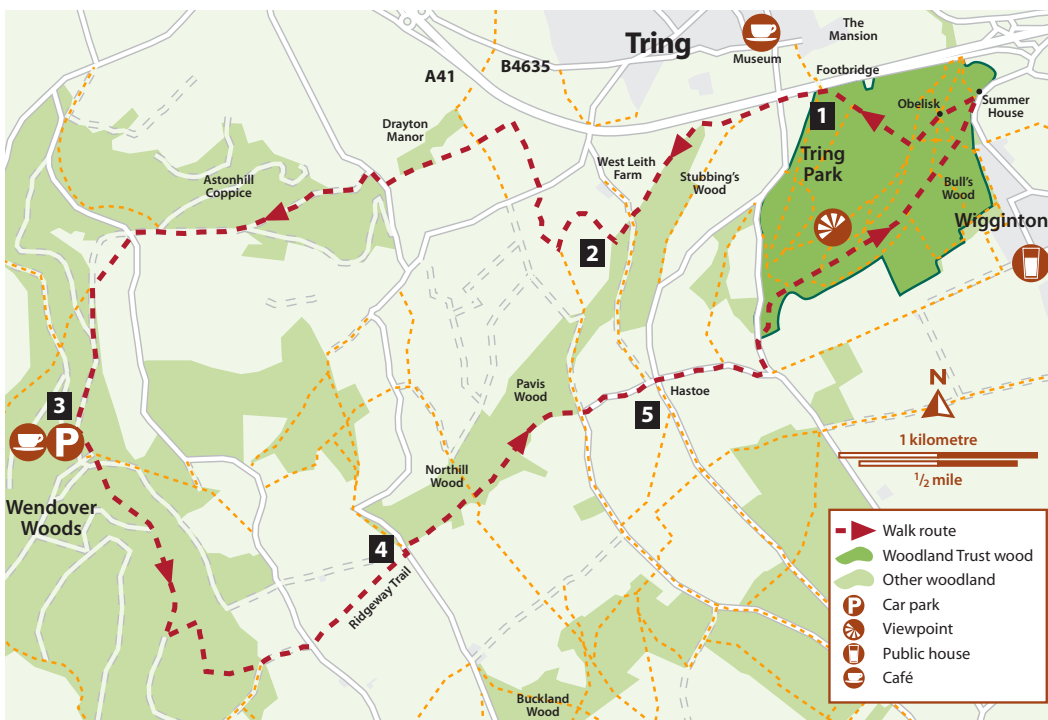 The
Mansion
Tring
Museum
B4635
A41
Footbridge
Obelisk
Summer
House
1
Drayton
Manor
Tring
Park
West Leith
Farm
Stubbing's
Wood
Astonhill
Coppice
Bull's
Wood
Wigginton
2
N
Pavis
Wood
Hastoe
3
P
5
1 kilometre
1/2 mile
Northill
Wood
Wendover
Woods
4
Ridgeway Trail
Buckland
Wood
Walk route
Woodland Trust wood
Other woodland
P
Car park
Viewpoint
Public house
Café